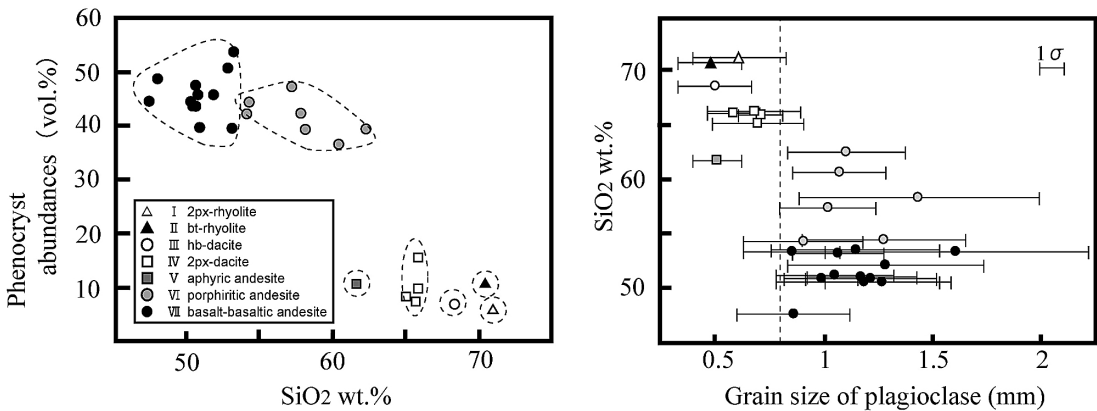 60
50
40
30
20
10
Phenocryst
abundances (vol.%)
I 2px-rhyolite
II bt-rhyolite
III hb-dacite
IV 2px-dacite
V aphyric andesite
VI porphiritic andesite
VII basalt-basaltic andesite
50
60
70
SiO2 wt.%
1σ
70
60
50
SiO2 wt.%
0.5
1
1.5
2
Grain size of plagioclase (mm)